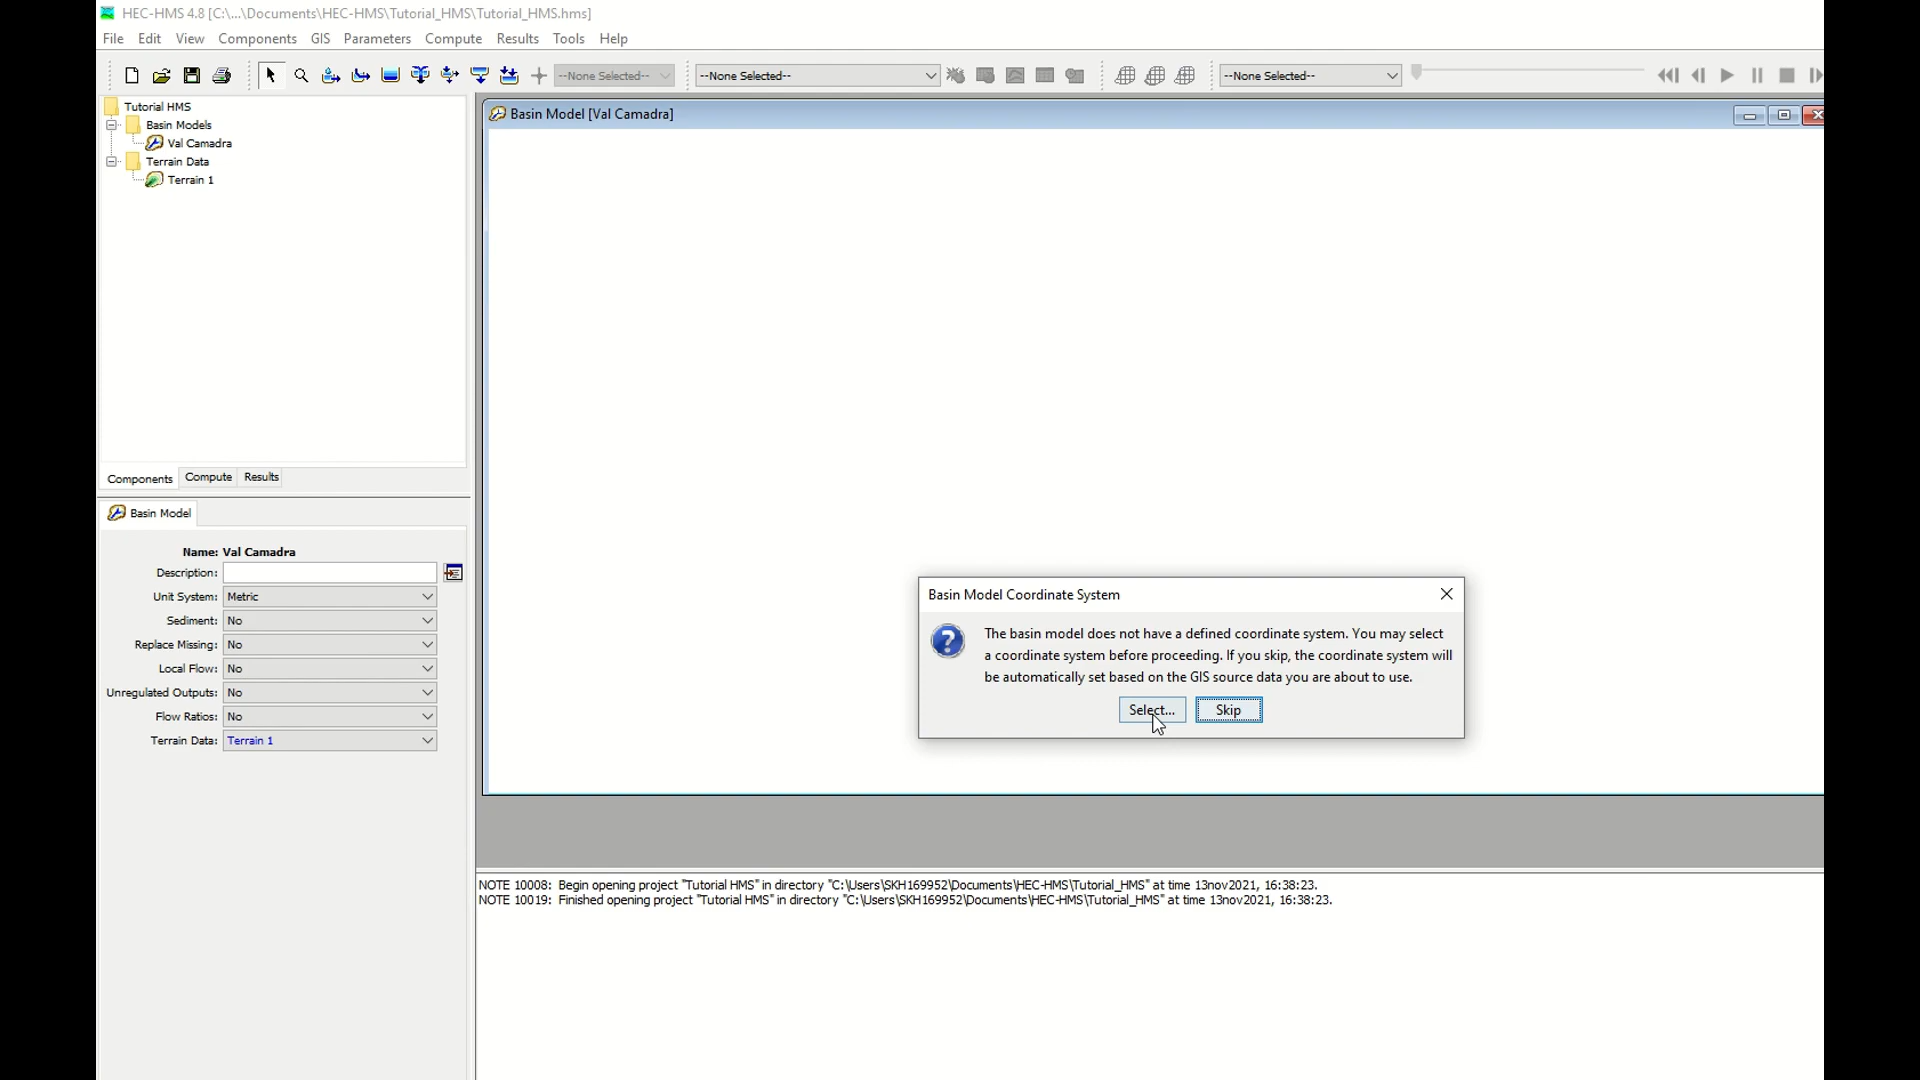 HEC-HMS 4.8 [C:\...\Documents\HEC-HMS\Tutorial_HMS\Tutorial_HMS.hms]
File Edit View Components GIS Parameters Compute Results Tools Help
--None Selected-- --None Selected-- --None Selected--
Tutorial HMS
Basin Models
Val Camadra
Terrain Data
Terrain 1
Components Compute Results
Basin Model
Name: Val Camadra
Description:
Unit System: Metric
Sediment: No
Replace Missing: No
Local Flow: No
Unregulated Outputs: No
Flow Ratios: No
Terrain Data: Terrain 1
Basin Model [Val Camadra]
Basin Model Coordinate System
The basin model does not have a defined coordinate system. You may select
a coordinate system before proceeding. If you skip, the coordinate system will
be automatically set based on the GIS source data you are about to use.
Select... Skip
NOTE 10008: Begin opening project "Tutorial HMS" in directory "C:\Users\SKH169952\Documents\HEC-HMS\Tutorial_HMS" at time 13nov2021, 16:38:23.
NOTE 10019: Finished opening project "Tutorial HMS" in directory "C:\Users\SKH169952\Documents\HEC-HMS\Tutorial_HMS" at time 13nov2021, 16:38:23.